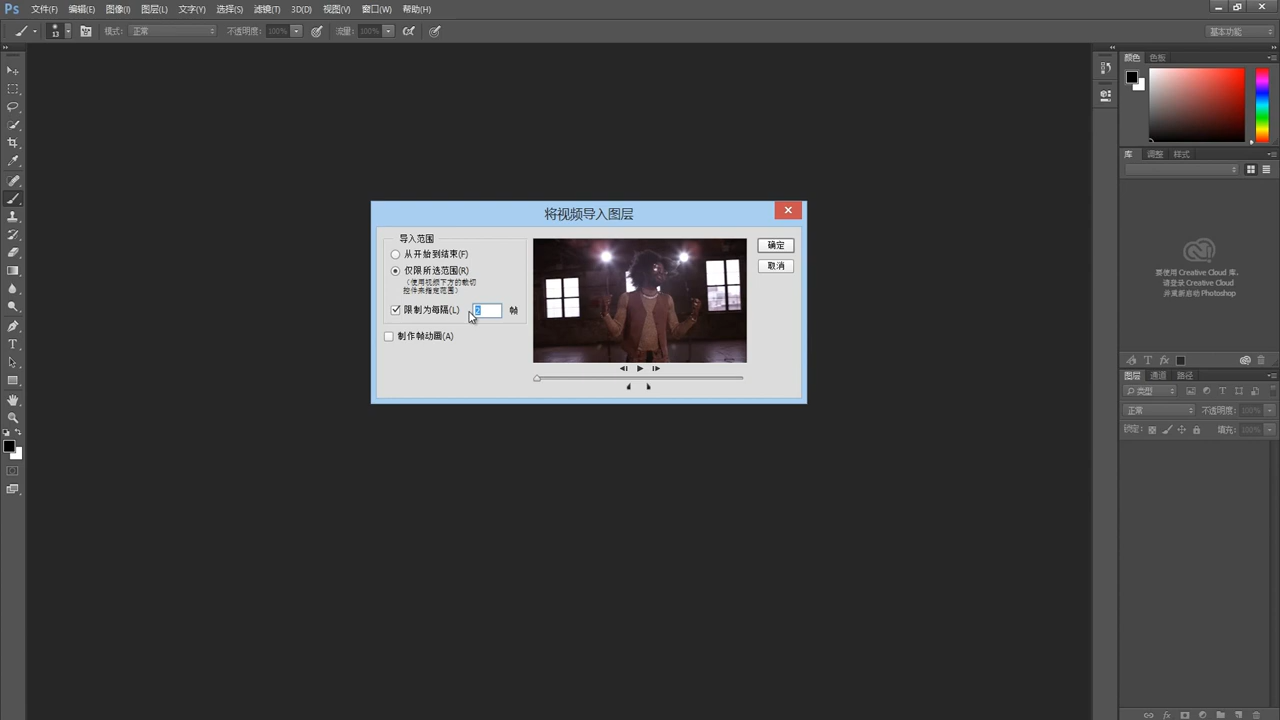 Ps 文件(F) 编辑(E) 图像(I) 图层(L) 文字(Y) 选择(S) 滤镜(T) 3D(D) 视图(V) 窗口(W) 帮助(H)
13 模式: 正常 不透明度: 100% 流量: 100% 基本功能
颜色 色板
库 调整 样式
要使用 Creative Cloud 库，
请登录 Creative Cloud
并重新启动 Photoshop
图层 通道 路径
类型
正常 不透明度: 100%
锁定: 填充: 100%
将视频导入图层
导入范围
从开始到结束(F)
仅限所选范围(R)
（使用视频下方的裁切
控件来指定范围）
限制为每隔(L) 2 帧
制作帧动画(A)
确定
取消